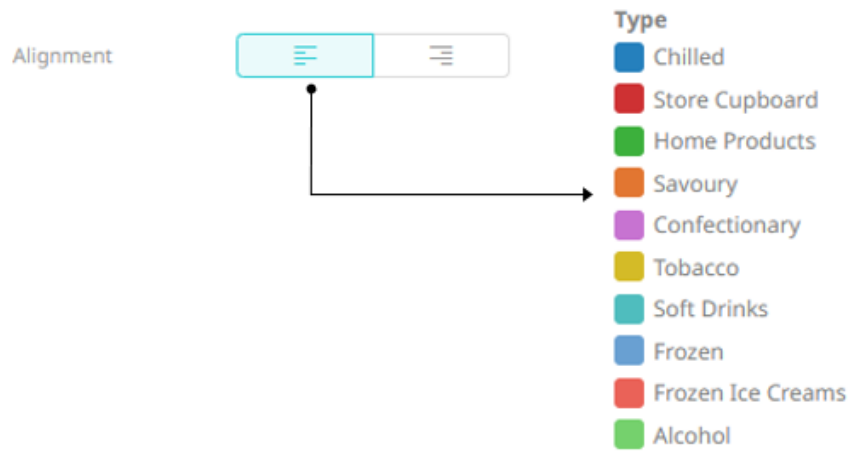 Alignment
Type
Chilled
Store Cupboard
Home Products
Savoury
Confectionary
Tobacco
Soft Drinks
Frozen
Frozen Ice Creams
Alcohol